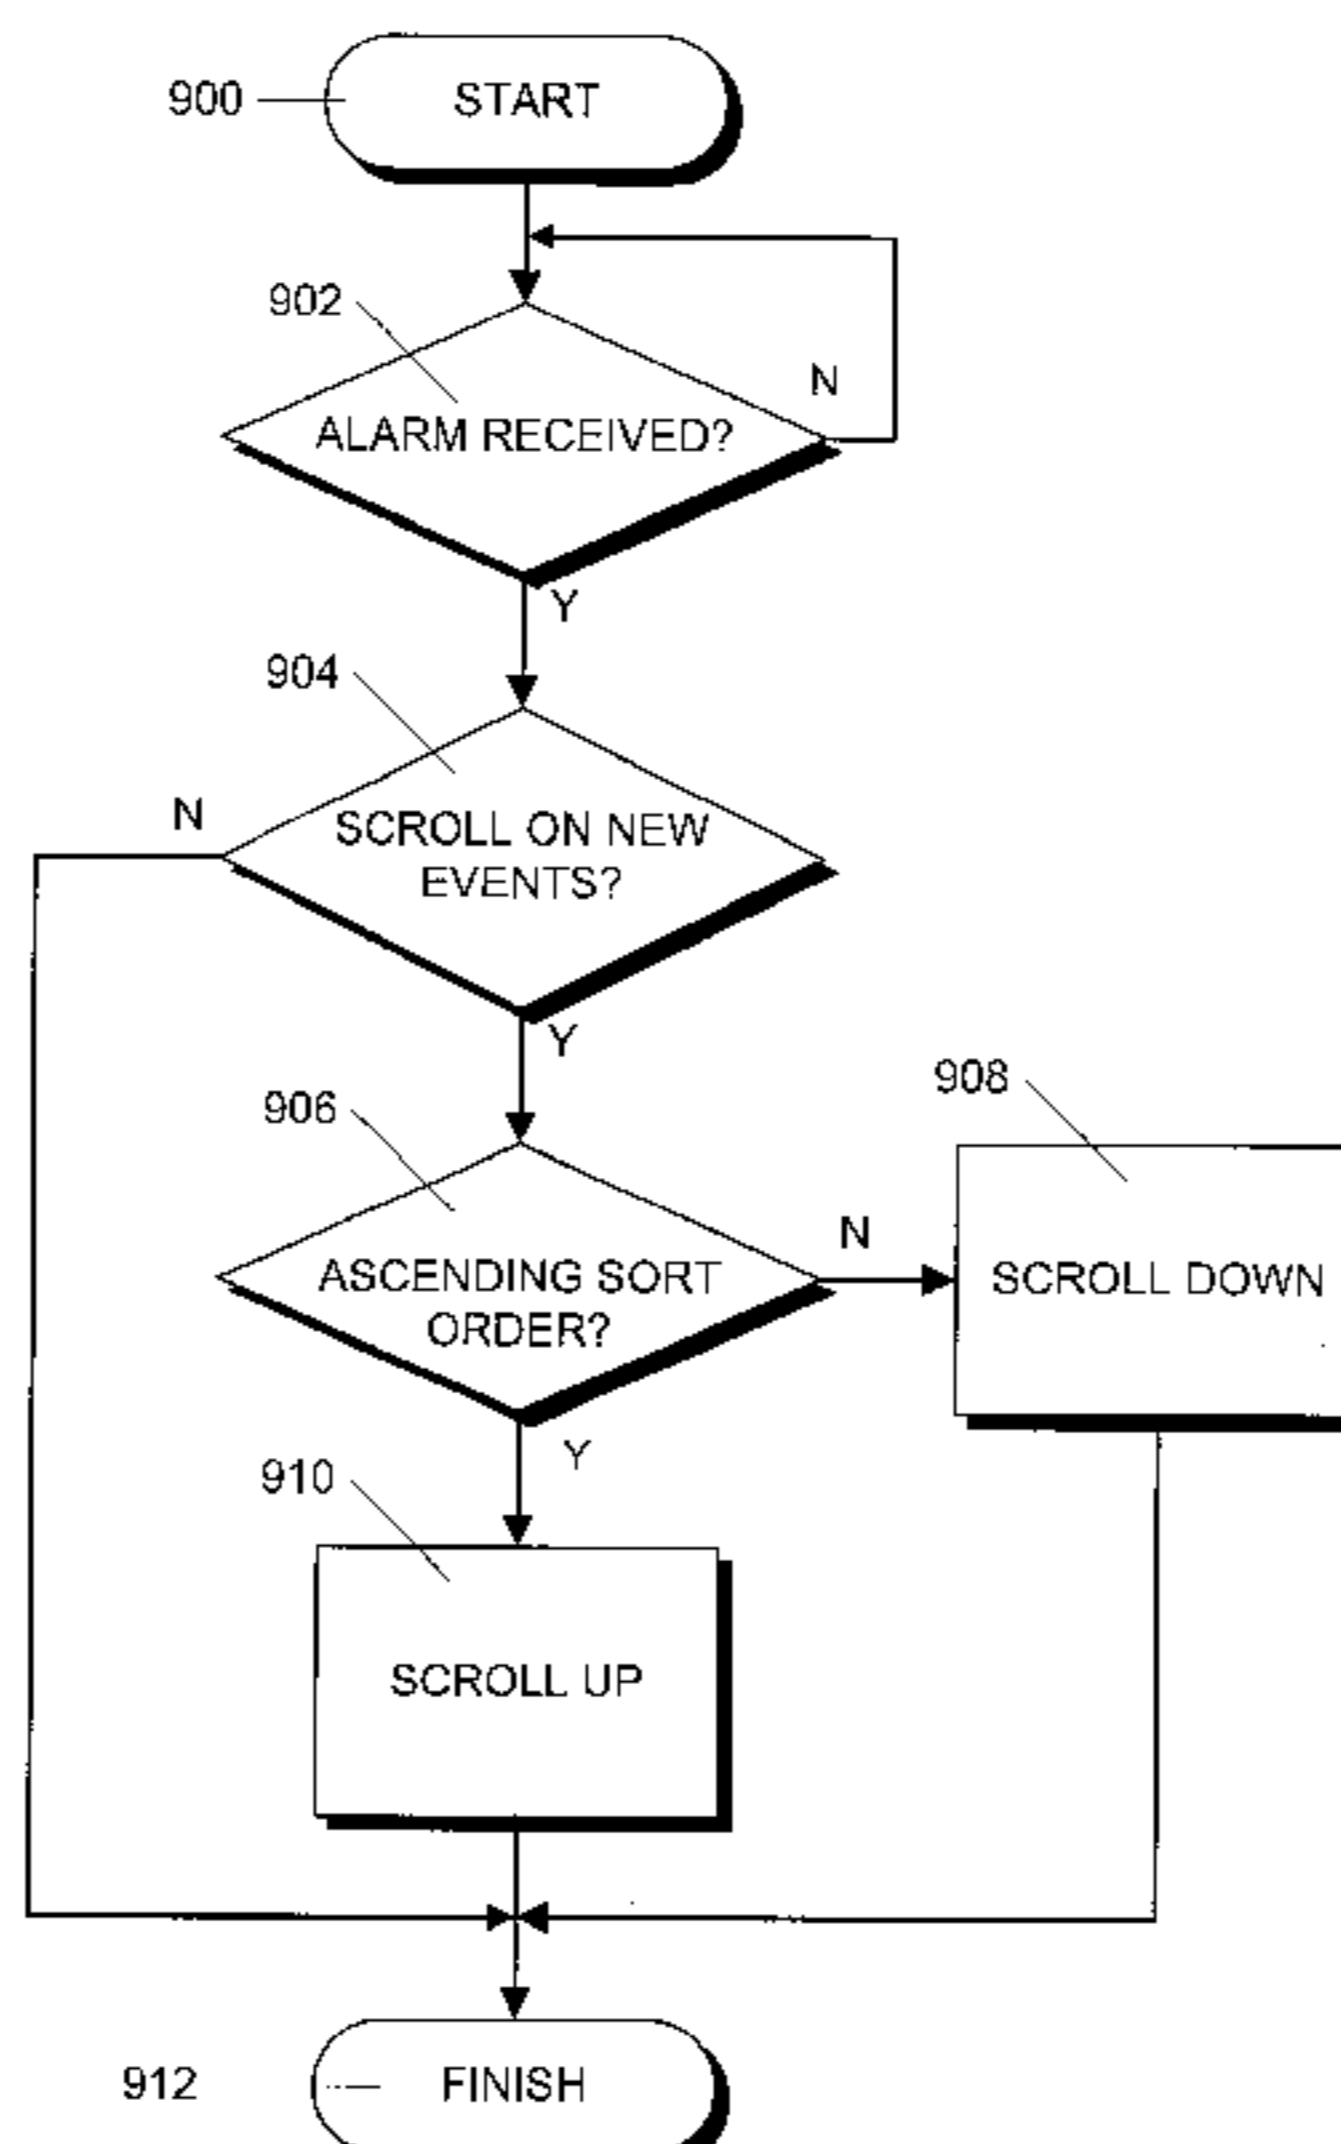 900 START
902
N
ALARM RECEIVED?
Y
904
N
SCROLL ON NEW
EVENTS?
Y
908
906
N
ASCENDING SORT
ORDER?
SCROLL DOWN
Y
910
SCROLL UP
912 FINISH